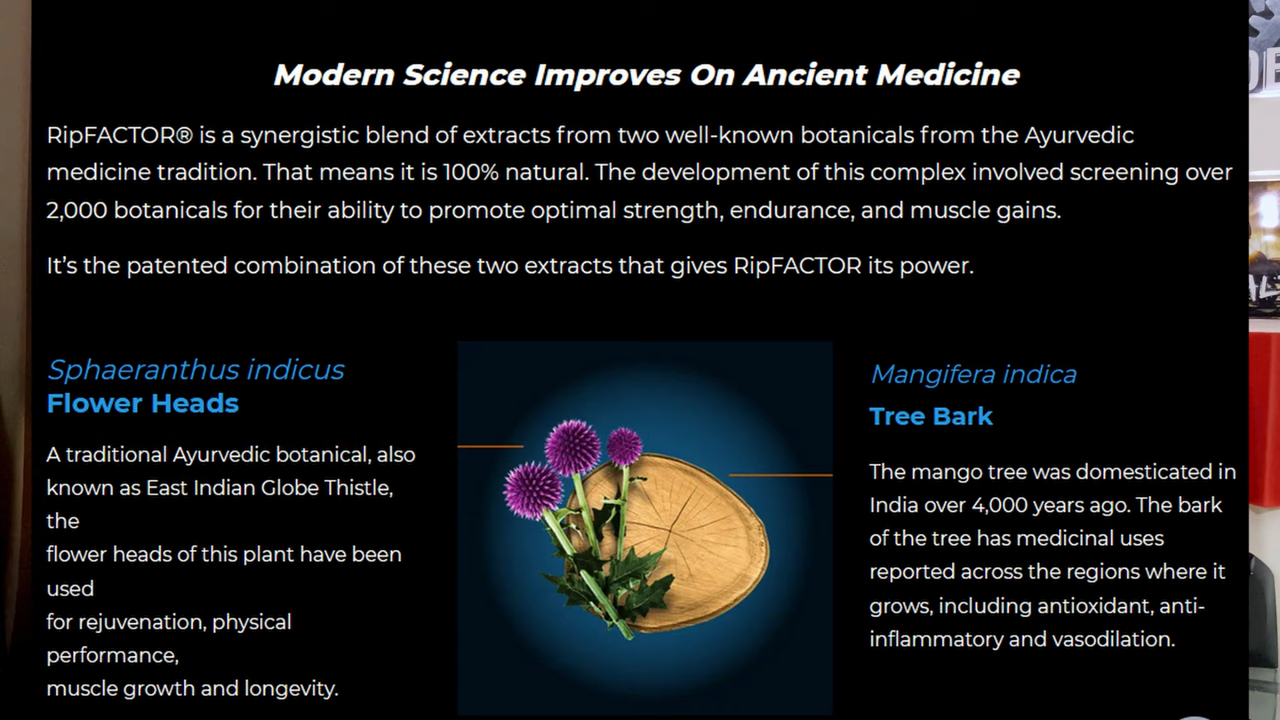 Modern Science Improves On Ancient Medicine
RipFACTOR® is a synergistic blend of extracts from two well-known botanicals from the Ayurvedic
medicine tradition. That means it is 100% natural. The development of this complex involved screening over
2,000 botanicals for their ability to promote optimal strength, endurance, and muscle gains.
It’s the patented combination of these two extracts that gives RipFACTOR its power.
Sphaeranthus indicus
Flower Heads
A traditional Ayurvedic botanical, also
known as East Indian Globe Thistle,
the
flower heads of this plant have been
used
for rejuvenation, physical
performance,
muscle growth and longevity.
Mangifera indica
Tree Bark
The mango tree was domesticated in
India over 4,000 years ago. The bark
of the tree has medicinal uses
reported across the regions where it
grows, including antioxidant, anti-
inflammatory and vasodilation.